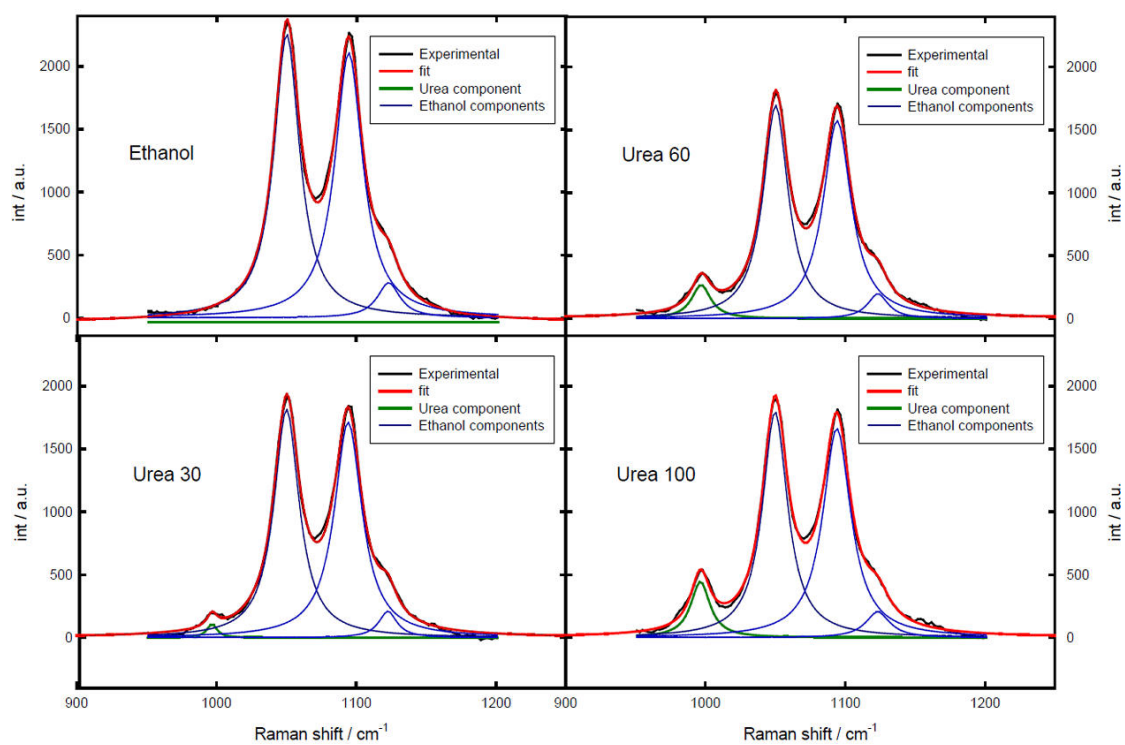 Experimental
fit
Urea component
Ethanol components
Ethanol
int / a.u.
2000
1500
1000
500
0
Experimental
fit
Urea component
Ethanol components
Urea 60
int / a.u.
2000
1500
1000
500
0
Experimental
fit
Urea component
Ethanol components
Urea 30
int / a.u.
2000
1500
1000
500
0
900
1000
1100
1200
Raman shift / cm⁻¹
Experimental
fit
Urea component
Ethanol components
Urea 100
int / a.u.
2000
1500
1000
500
0
900
1000
1100
1200
Raman shift / cm⁻¹